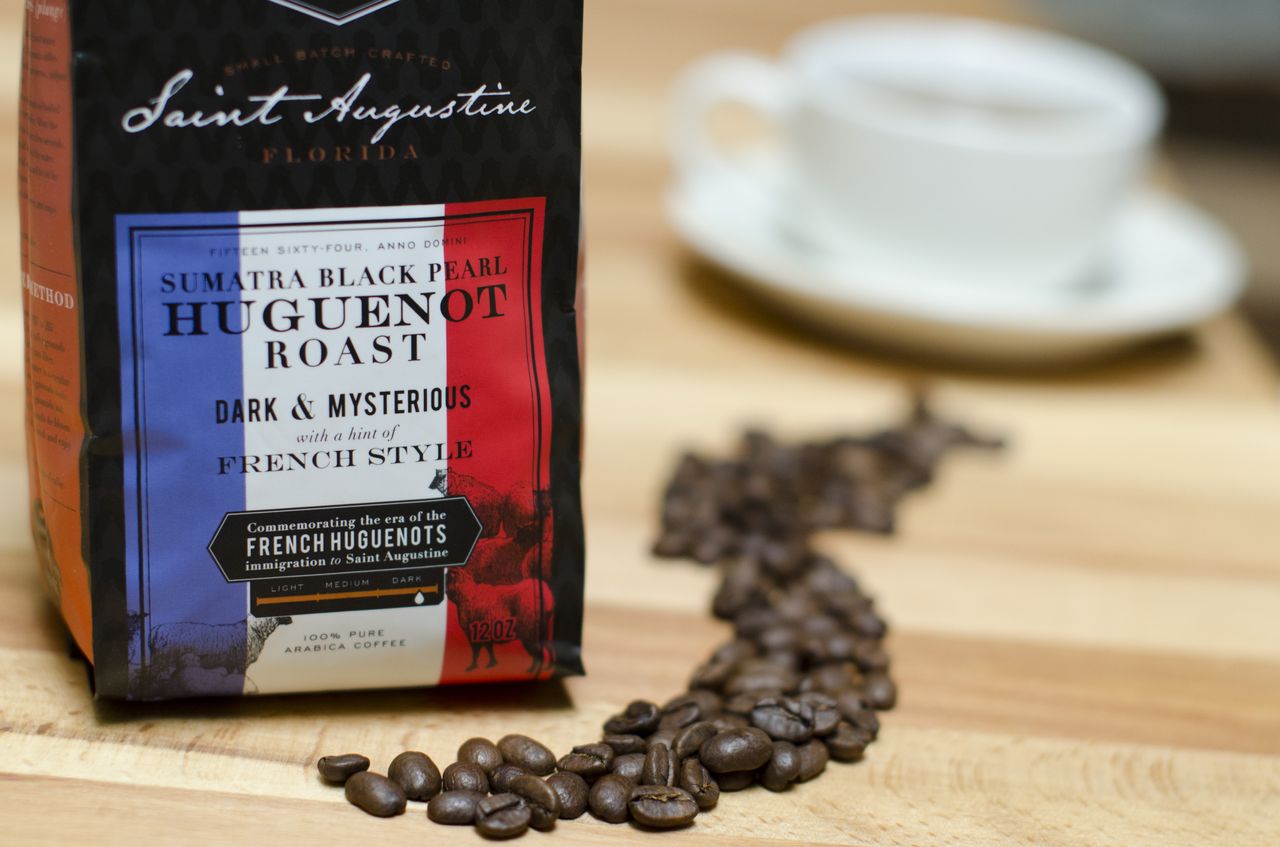 SMALL BATCH CRAFTED
Saint Augustine
FLORIDA
FIFTEEN SIXTY-FOUR, ANNO DOMINI
SUMATRA BLACK PEARL
HUGUENOT
ROAST
DARK & MYSTERIOUS
with a hint of
FRENCH STYLE
Commemorating the era of the
FRENCH HUGUENOTS
immigration to Saint Augustine
LIGHT MEDIUM DARK
100% PURE
ARABICA COFFEE
12 OZ
METHOD